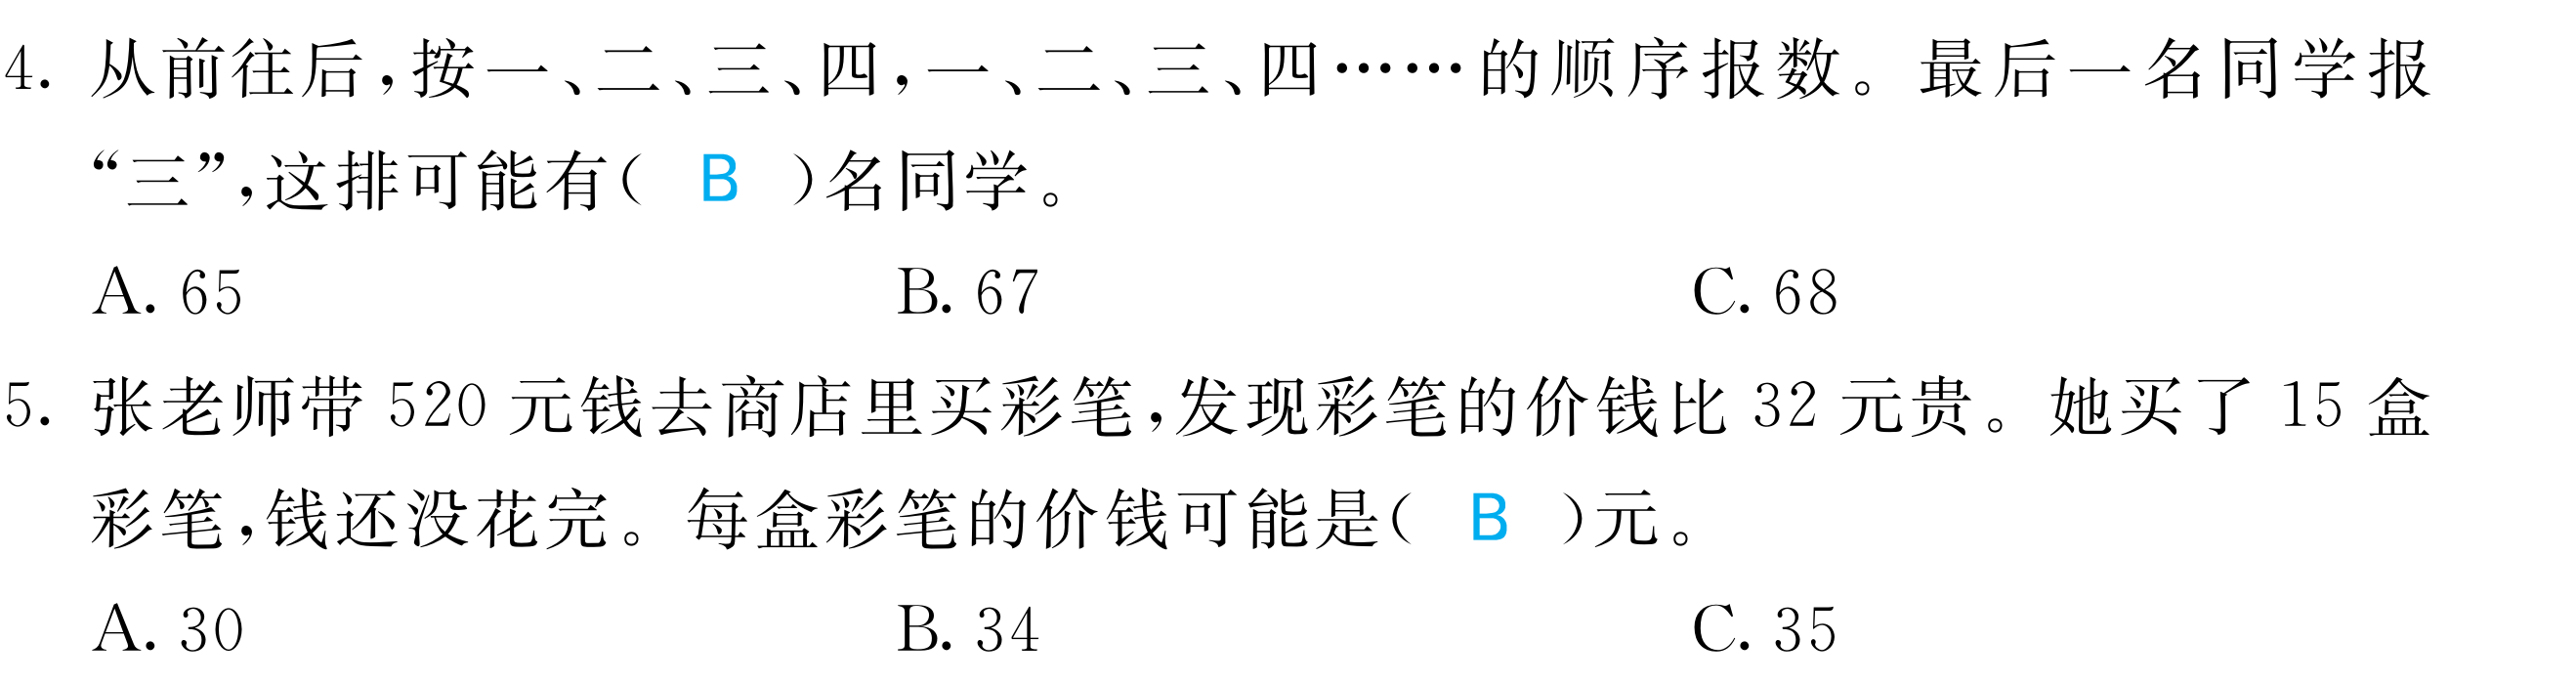 4. 从前往后,按一、二、三、四,一、二、三、四……的顺序报数。最后一名同学报
“三”,这排可能有( B )名同学。
A. 65 B. 67 C. 68
5. 张老师带 520 元钱去商店里买彩笔,发现彩笔的价钱比 32 元贵。她买了 15 盒
彩笔,钱还没花完。每盒彩笔的价钱可能是( B )元。
A. 30 B. 34 C. 35